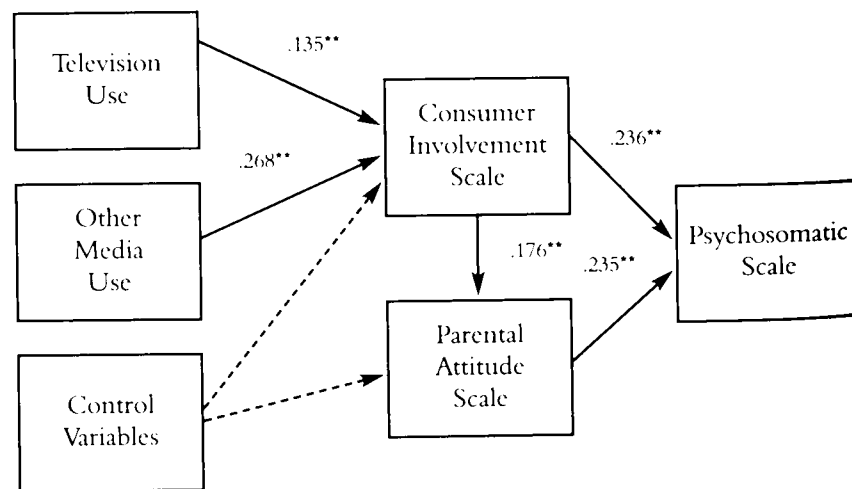 Television
Use
.135**
Consumer
Involvement
Scale
.236**
.268**
Other
Media
Use
Psychosomatic
Scale
.176**
.235**
Parental
Attitude
Scale
Control
Variables